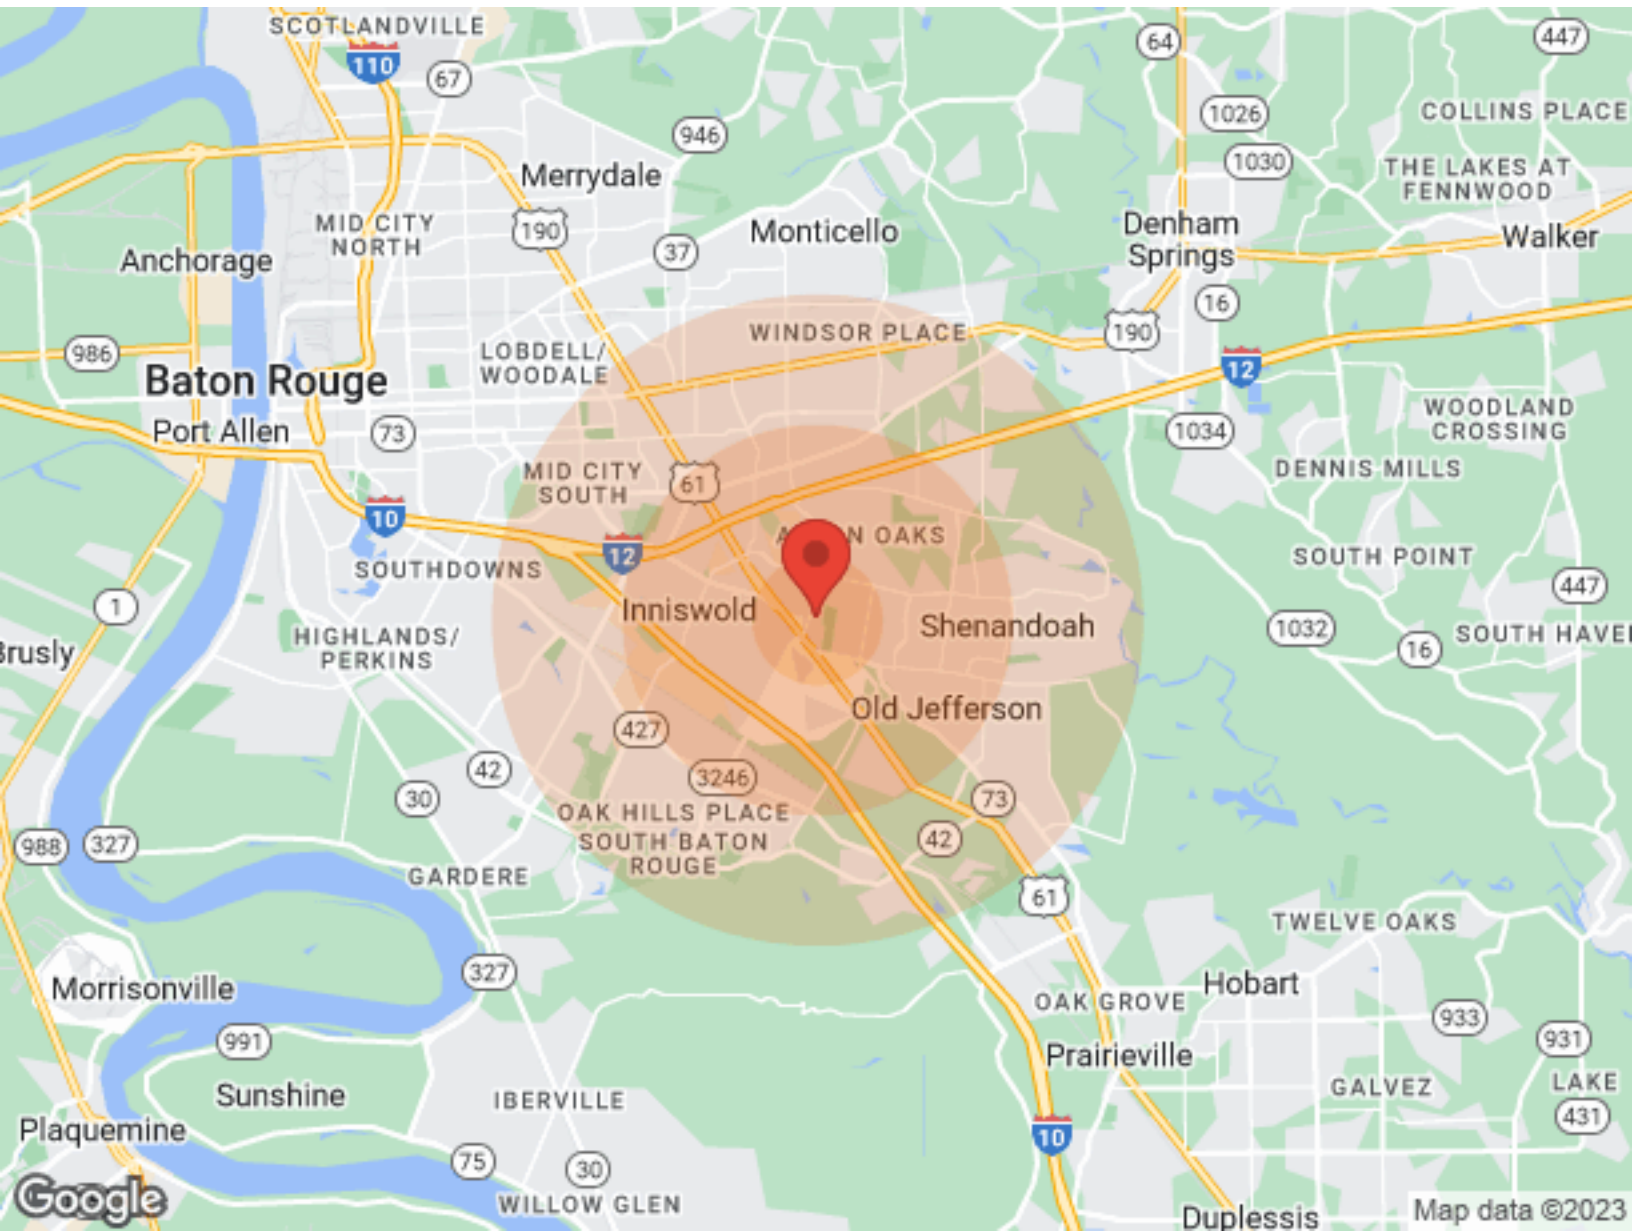 SCOTLANDVILLE
110
67
64
447
946
1026
COLLINS PLACE
1030
THE LAKES AT
FENNWOOD
Merrydale
MID CITY
NORTH
190
37
Monticello
Denham
Springs
Walker
Anchorage
16
986
WINDSOR PLACE
190
LOBDELL/
WOODALE
12
Baton Rouge
Port Allen
73
1034
WOODLAND
CROSSING
MID CITY
SOUTH
61
DENNIS MILLS
10
12
OAKS
SOUTHDOWNS
SOUTH POINT
447
1
Inniswold
Shenandoah
HIGHLANDS/
PERKINS
1032
16
SOUTH HAVE
Brusly
Old Jefferson
427
42
3246
30
73
OAK HILLS PLACE
SOUTH BATON
ROUGE
42
988
327
GARDERE
61
TWELVE OAKS
327
Morrisonville
Hobart
OAK GROVE
933
991
931
Prairieville
Sunshine
IBERVILLE
GALVEZ
LAKE
431
Plaquemine
10
75
30
Google
WILLOW GLEN
Duplessis
Map data ©2023